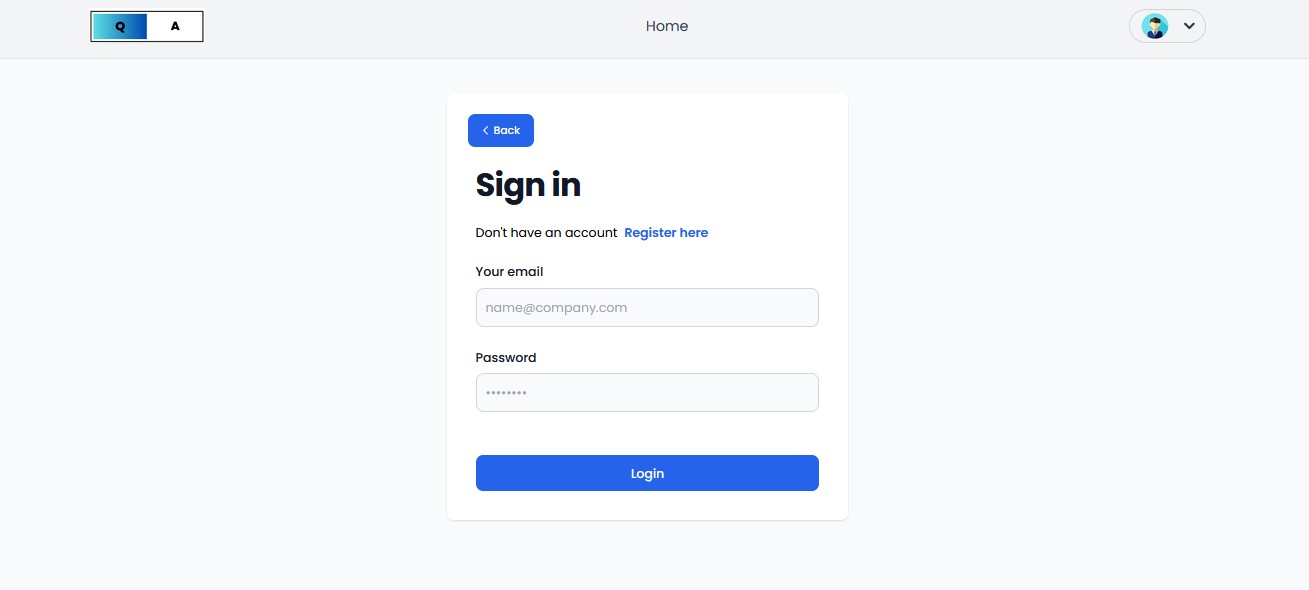 Q A
Home
Back
Sign in
Don't have an account Register here
Your email
name@company.com
Password
••••••••
Login